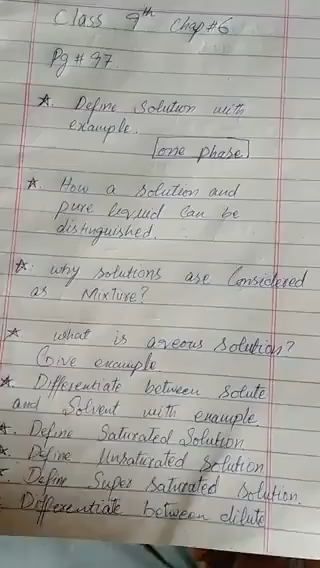 Class 9th Chap #6
Pg # 97.
* Define solution with
example.
one phase
* How a solution and
pure liquid can be
distinguished.
* why solutions are Considered
as Mixture?
* what is aqeous solution?
Give example
* Differentiate between solute
and Solvent with example
* Define Saturated Solution
* Define Unsaturated Solution
* Define Super saturated Solution.
Differentiate between dilute